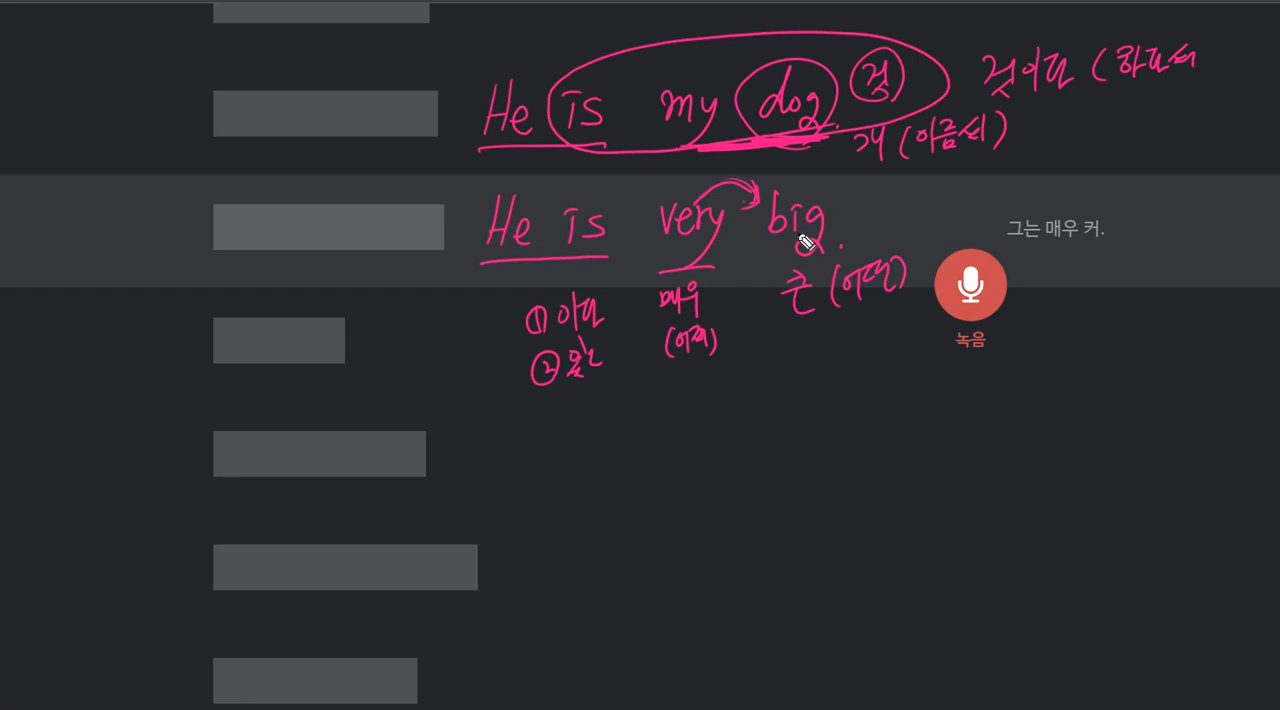 He is my dog. 것 것이다 (하다씨
개 (이름씨)
He is very big. 그는 매우 커.
① 이다 매우 큰 (어떤)
② 있다 (어찌)
녹음